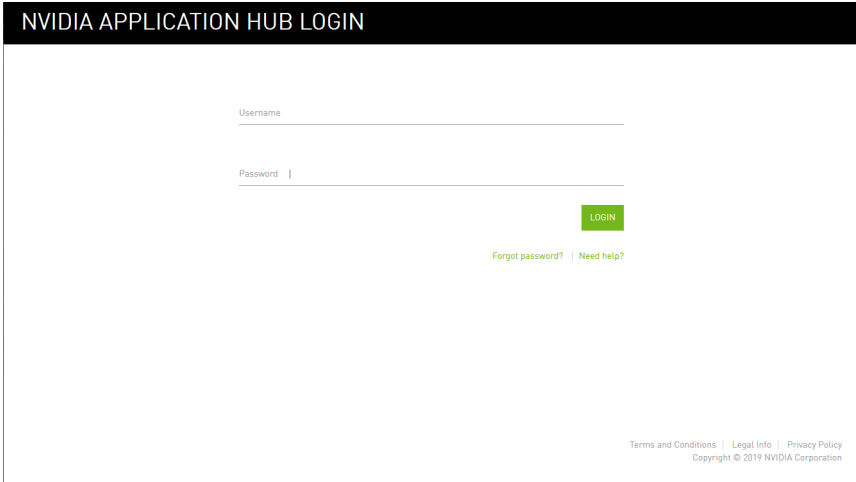 NVIDIA APPLICATION HUB LOGIN
Username
Password
LOGIN
Forgot password? | Need help?
Terms and Conditions | Legal Info | Privacy Policy
Copyright © 2019 NVIDIA Corporation